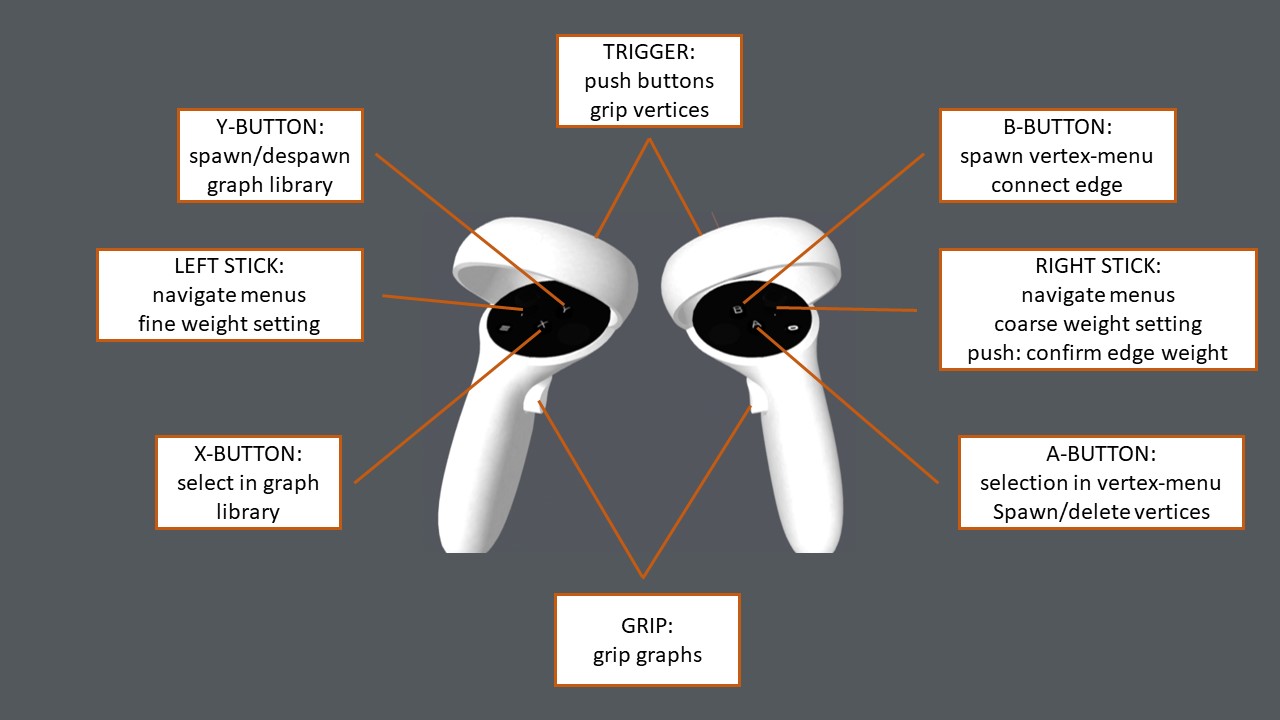 TRIGGER:
push buttons
grip vertices
Y-BUTTON:
spawn/despawn
graph library
B-BUTTON:
spawn vertex-menu
connect edge
LEFT STICK:
navigate menus
fine weight setting
RIGHT STICK:
navigate menus
coarse weight setting
push: confirm edge weight
Y
X
B
A
X-BUTTON:
select in graph
library
A-BUTTON:
selection in vertex-menu
Spawn/delete vertices
GRIP:
grip graphs